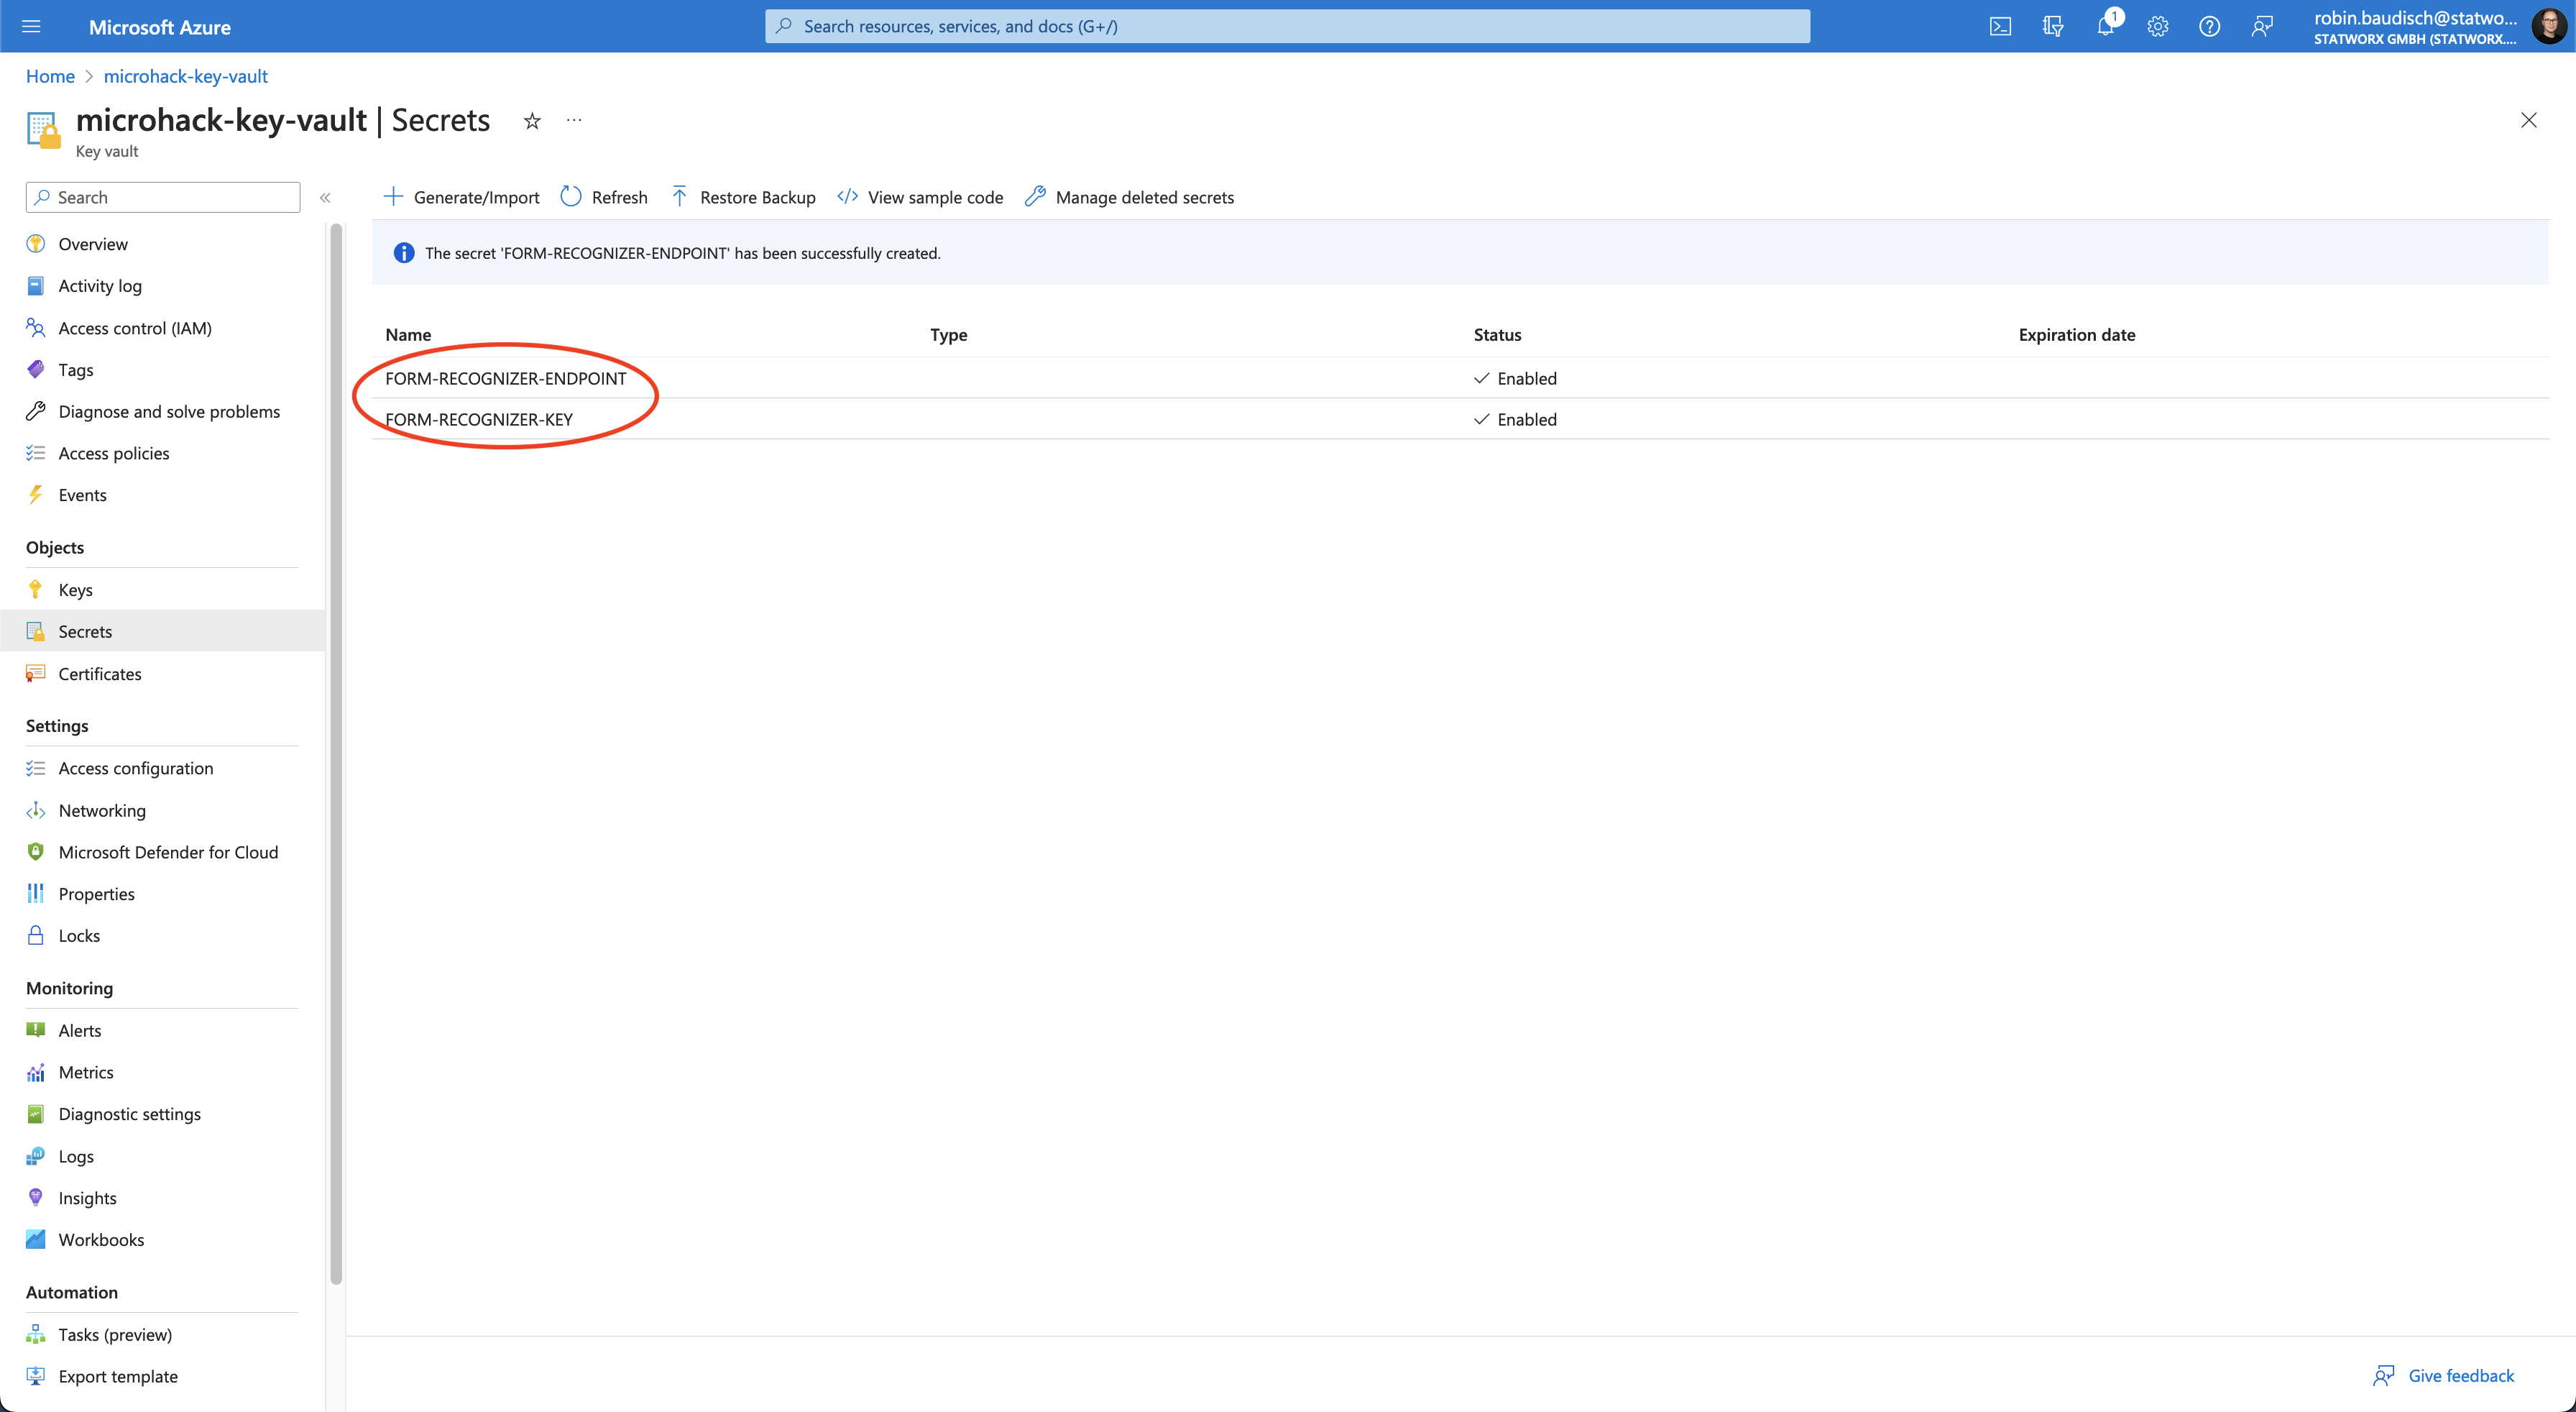 Microsoft Azure
Search resources, services, and docs (G+/)
1
robin.baudisch@statwo...
STATWORX GMBH (STATWORX....
Home > microhack-key-vault
microhack-key-vault | Secrets
Key vault
Search
Generate/Import
Refresh
Restore Backup
View sample code
Manage deleted secrets
Overview
Activity log
Access control (IAM)
Tags
Diagnose and solve problems
Access policies
Events
Objects
Keys
Secrets
Certificates
Settings
Access configuration
Networking
Microsoft Defender for Cloud
Properties
Locks
Monitoring
Alerts
Metrics
Diagnostic settings
Logs
Insights
Workbooks
Automation
Tasks (preview)
Export template
The secret 'FORM-RECOGNIZER-ENDPOINT' has been successfully created.
Name Type Status Expiration date
FORM-RECOGNIZER-ENDPOINT Enabled
FORM-RECOGNIZER-KEY Enabled
Give feedback